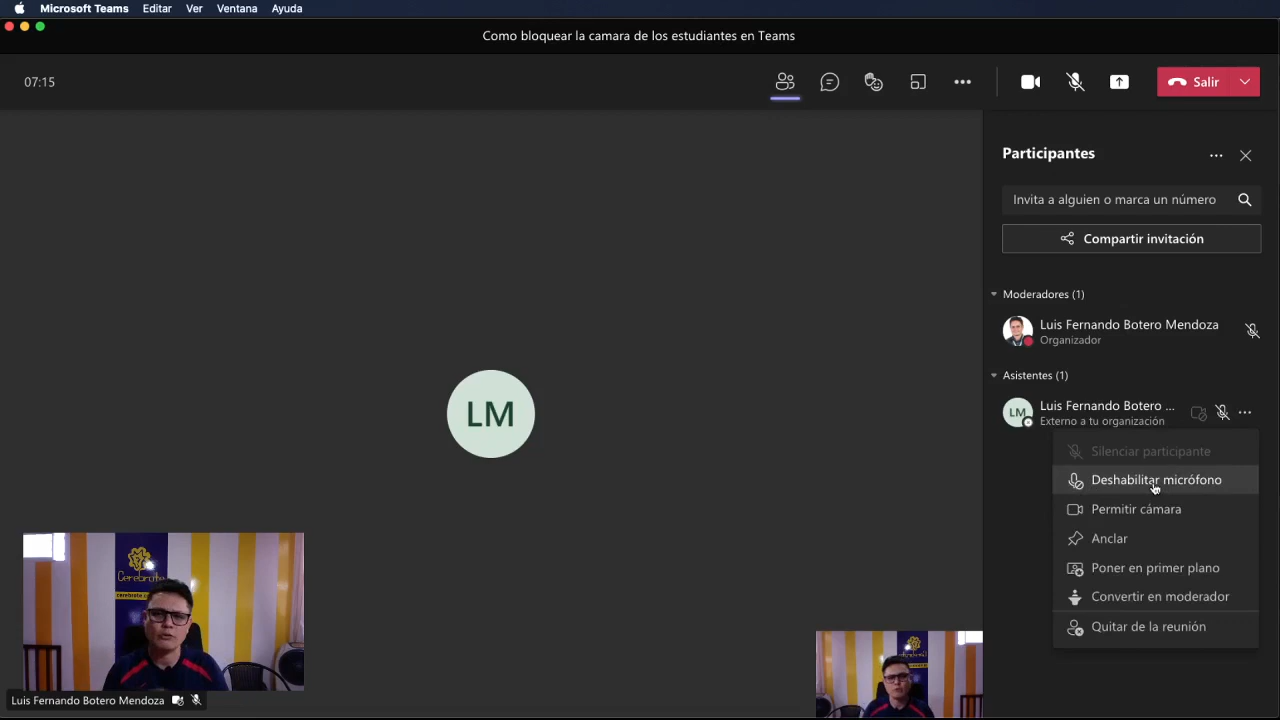 Microsoft Teams Editar Ver Ventana Ayuda
Como bloquear la camara de los estudiantes en Teams
07:15
Salir
Participantes
Invita a alguien o marca un número
Compartir invitación
Moderadores (1)
Luis Fernando Botero Mendoza
Organizador
Asistentes (1)
LM
Luis Fernando Botero ...
Externo a tu organización
Silenciar participante
Deshabilitar micrófono
Permitir cámara
Anclar
Poner en primer plano
Convertir en moderador
Quitar de la reunión
LM
Cerebrute
Luis Fernando Botero Mendoza